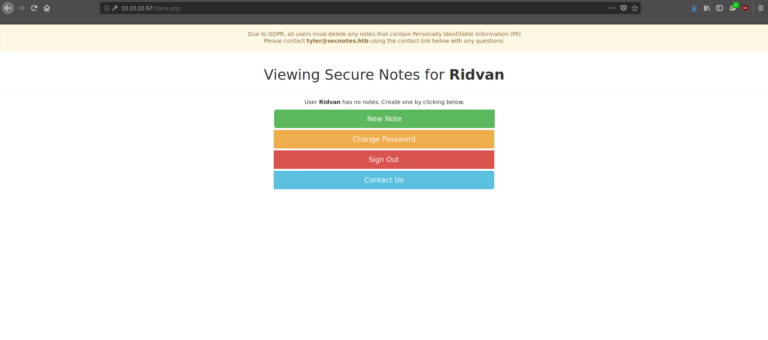 10.10.10.97/home.php
Due to GDPR, all users must delete any notes that contain Personally Identifable Information (PII)
Please contact tyler@secnotes.htb using the contact link below with any questions.
Viewing Secure Notes for Ridvan
User Ridvan has no notes. Create one by clicking below.
New Note
Change Password
Sign Out
Contact Us